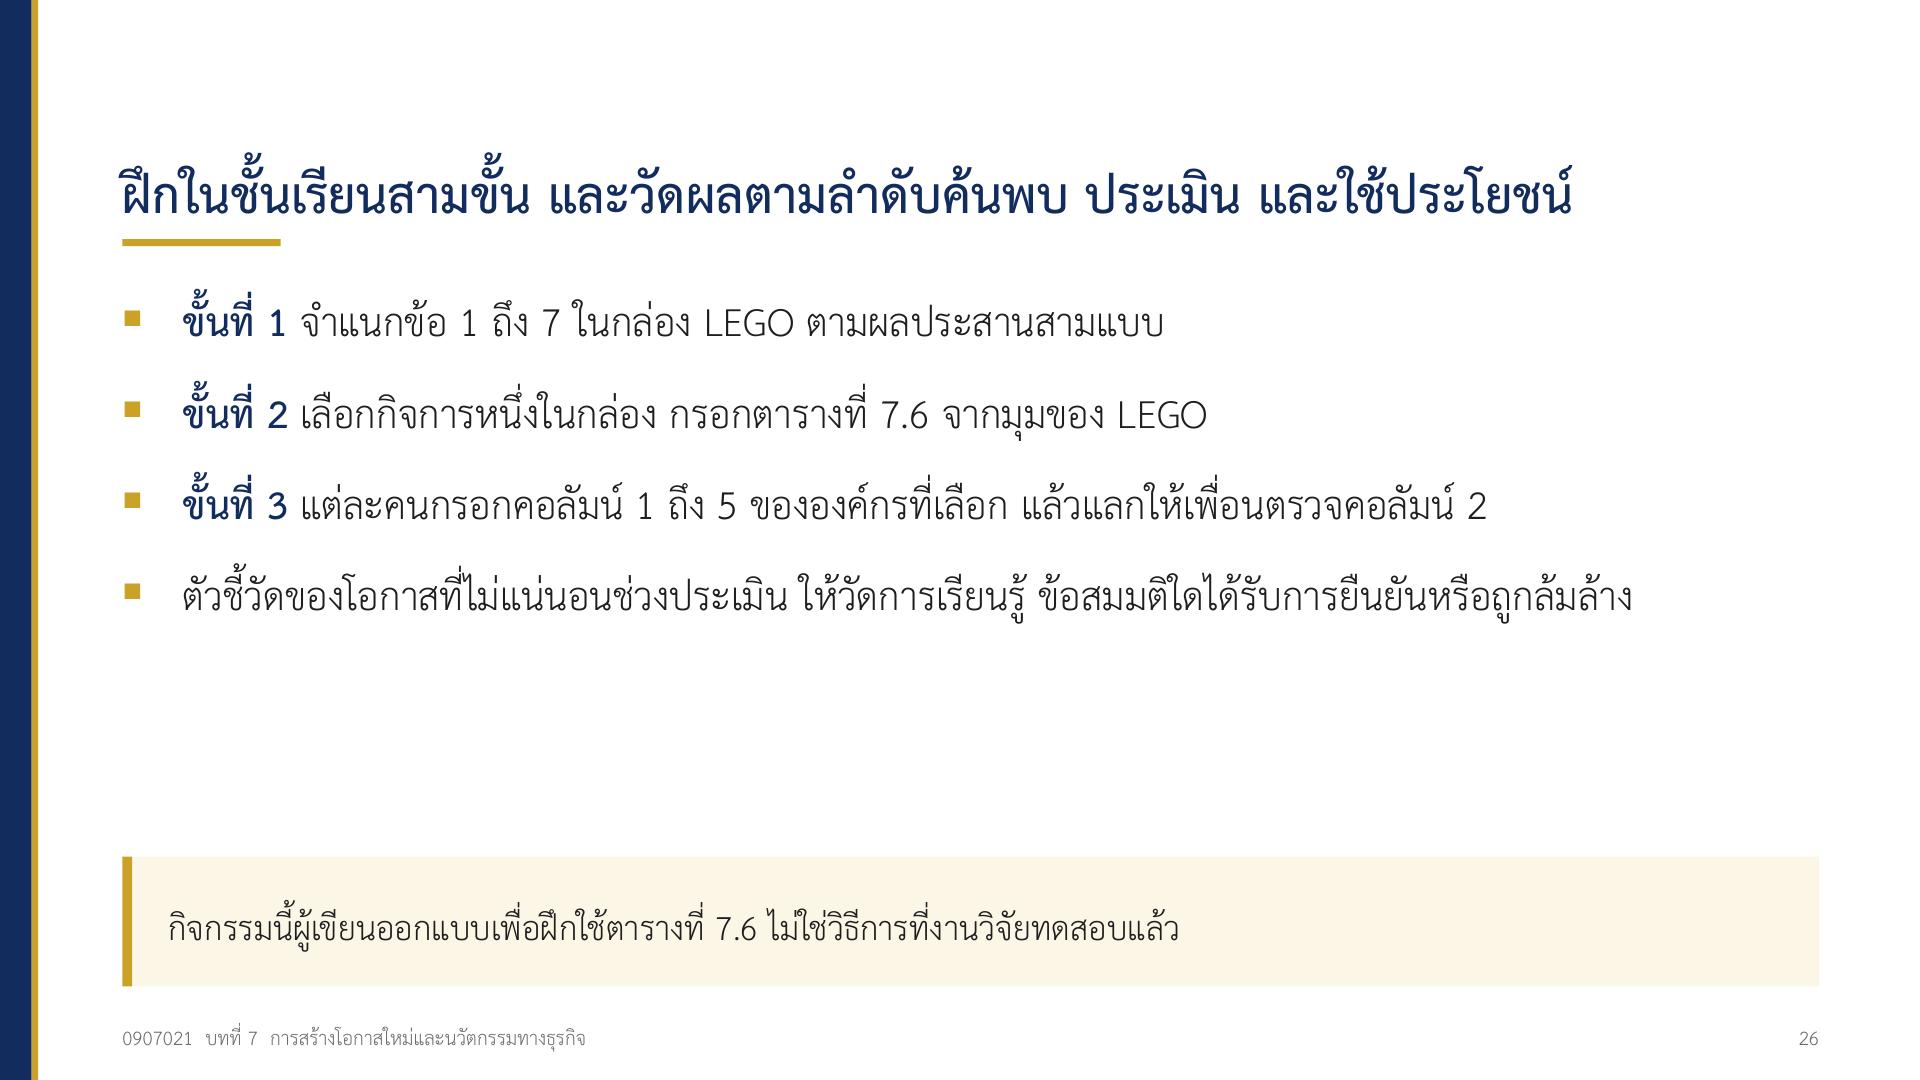 ฝึกในชั้นเรียนสามขั้น และวัดผลตามลำดับค้นพบ ประเมิน และใช้ประโยชน์
ขั้นที่ 1 จำแนกข้อ 1 ถึง 7 ในกล่อง LEGO ตามผลประสานสามแบบ
ขั้นที่ 2 เลือกกิจการหนึ่งในกล่อง กรอกตารางที่ 7.6 จากมุมของ LEGO
ขั้นที่ 3 แต่ละคนกรอกคอลัมน์ 1 ถึง 5 ขององค์กรที่เลือก แล้วแลกให้เพื่อนตรวจคอลัมน์ 2
ตัวชี้วัดของโอกาสที่ไม่แน่นอนช่วงประเมิน ให้วัดการเรียนรู้ ข้อสมมติใดได้รับการยืนยันหรือถูกล้มล้าง
กิจกรรมนี้ผู้เขียนออกแบบเพื่อฝึกใช้ตารางที่ 7.6 ไม่ใช่วิธีการที่งานวิจัยทดสอบแล้ว
0907021 บทที่ 7 การสร้างโอกาสใหม่และนวัตกรรมทางธุรกิจ
26